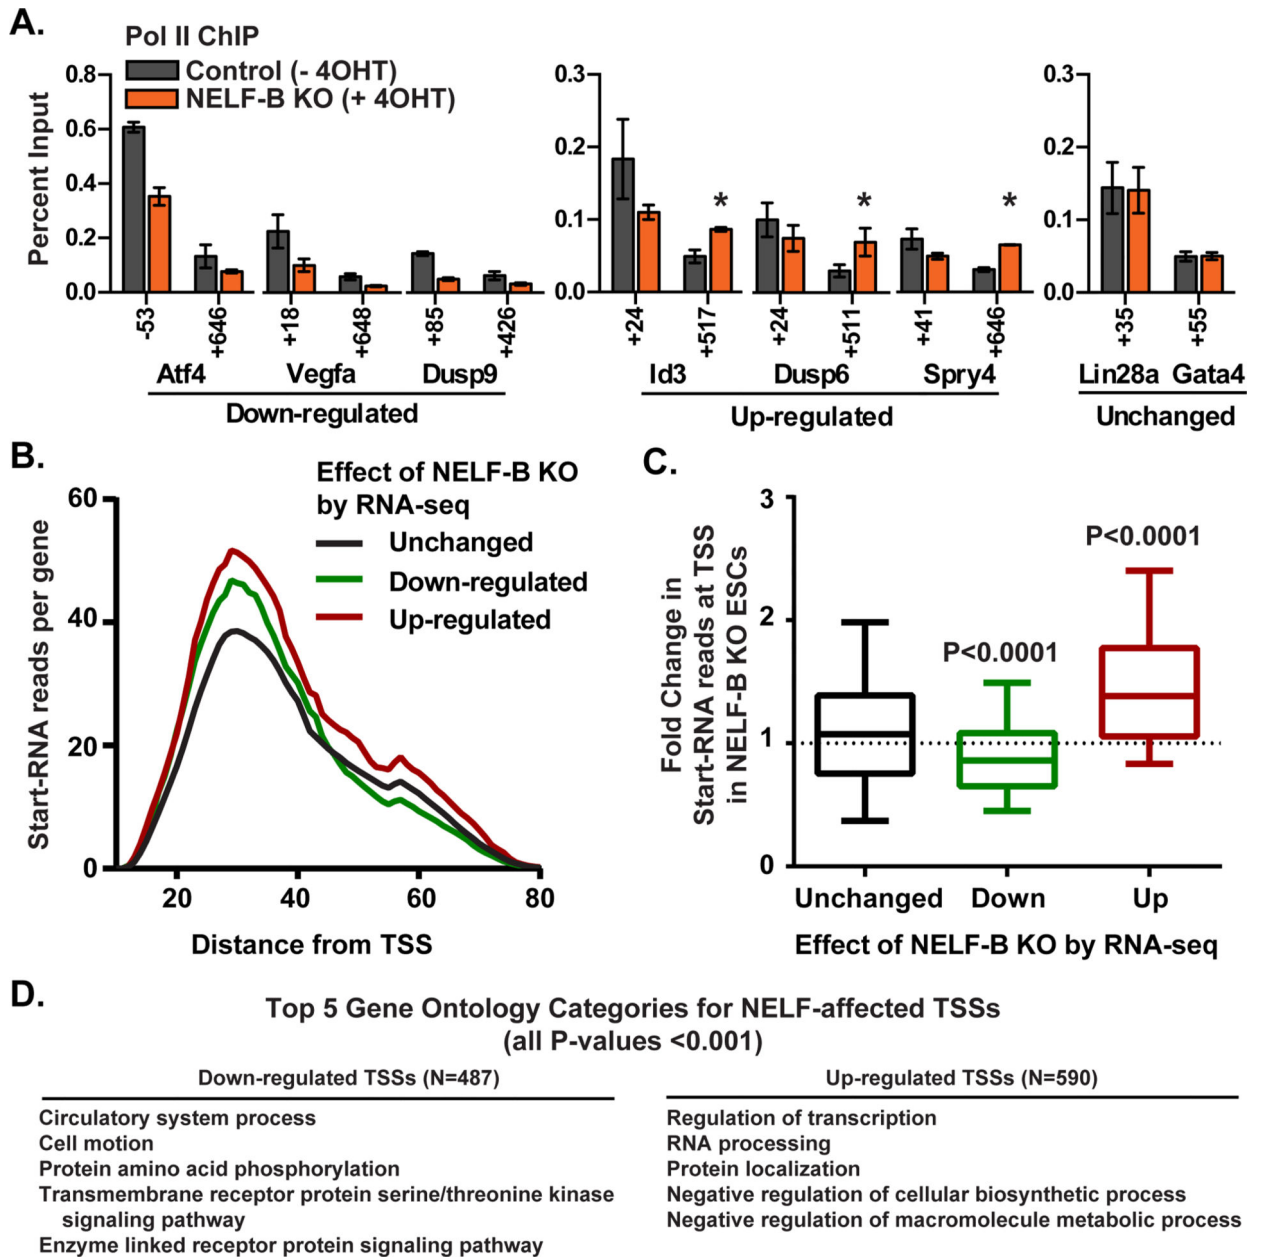 A.
Pol II ChIP
Control (- 4OHT)
NELF-B KO (+ 4OHT)
Percent Input
0.8
0.6
0.4
0.2
0.0
-53
+646
+18
+648
+85
+426
Atf4
Vegfa
Dusp9
Down-regulated
0.3
0.2
0.1
0.0
*
*
*
+24
+517
+24
+511
+41
+646
Id3
Dusp6
Spry4
Up-regulated
0.3
0.2
0.1
0.0
+35
+55
Lin28a
Gata4
Unchanged
B.
Effect of NELF-B KO
by RNA-seq
Unchanged
Down-regulated
Up-regulated
Start-RNA reads per gene
60
40
20
0
20
40
60
80
Distance from TSS
C.
Fold Change in
Start-RNA reads at TSS
in NELF-B KO ESCs
3
2
1
0
P<0.0001
P<0.0001
Unchanged
Down
Up
Effect of NELF-B KO by RNA-seq
D.
Top 5 Gene Ontology Categories for NELF-affected TSSs
(all P-values <0.001)
Down-regulated TSSs (N=487)
Circulatory system process
Cell motion
Protein amino acid phosphorylation
Transmembrane receptor protein serine/threonine kinase
signaling pathway
Enzyme linked receptor protein signaling pathway
Up-regulated TSSs (N=590)
Regulation of transcription
RNA processing
Protein localization
Negative regulation of cellular biosynthetic process
Negative regulation of macromolecule metabolic process